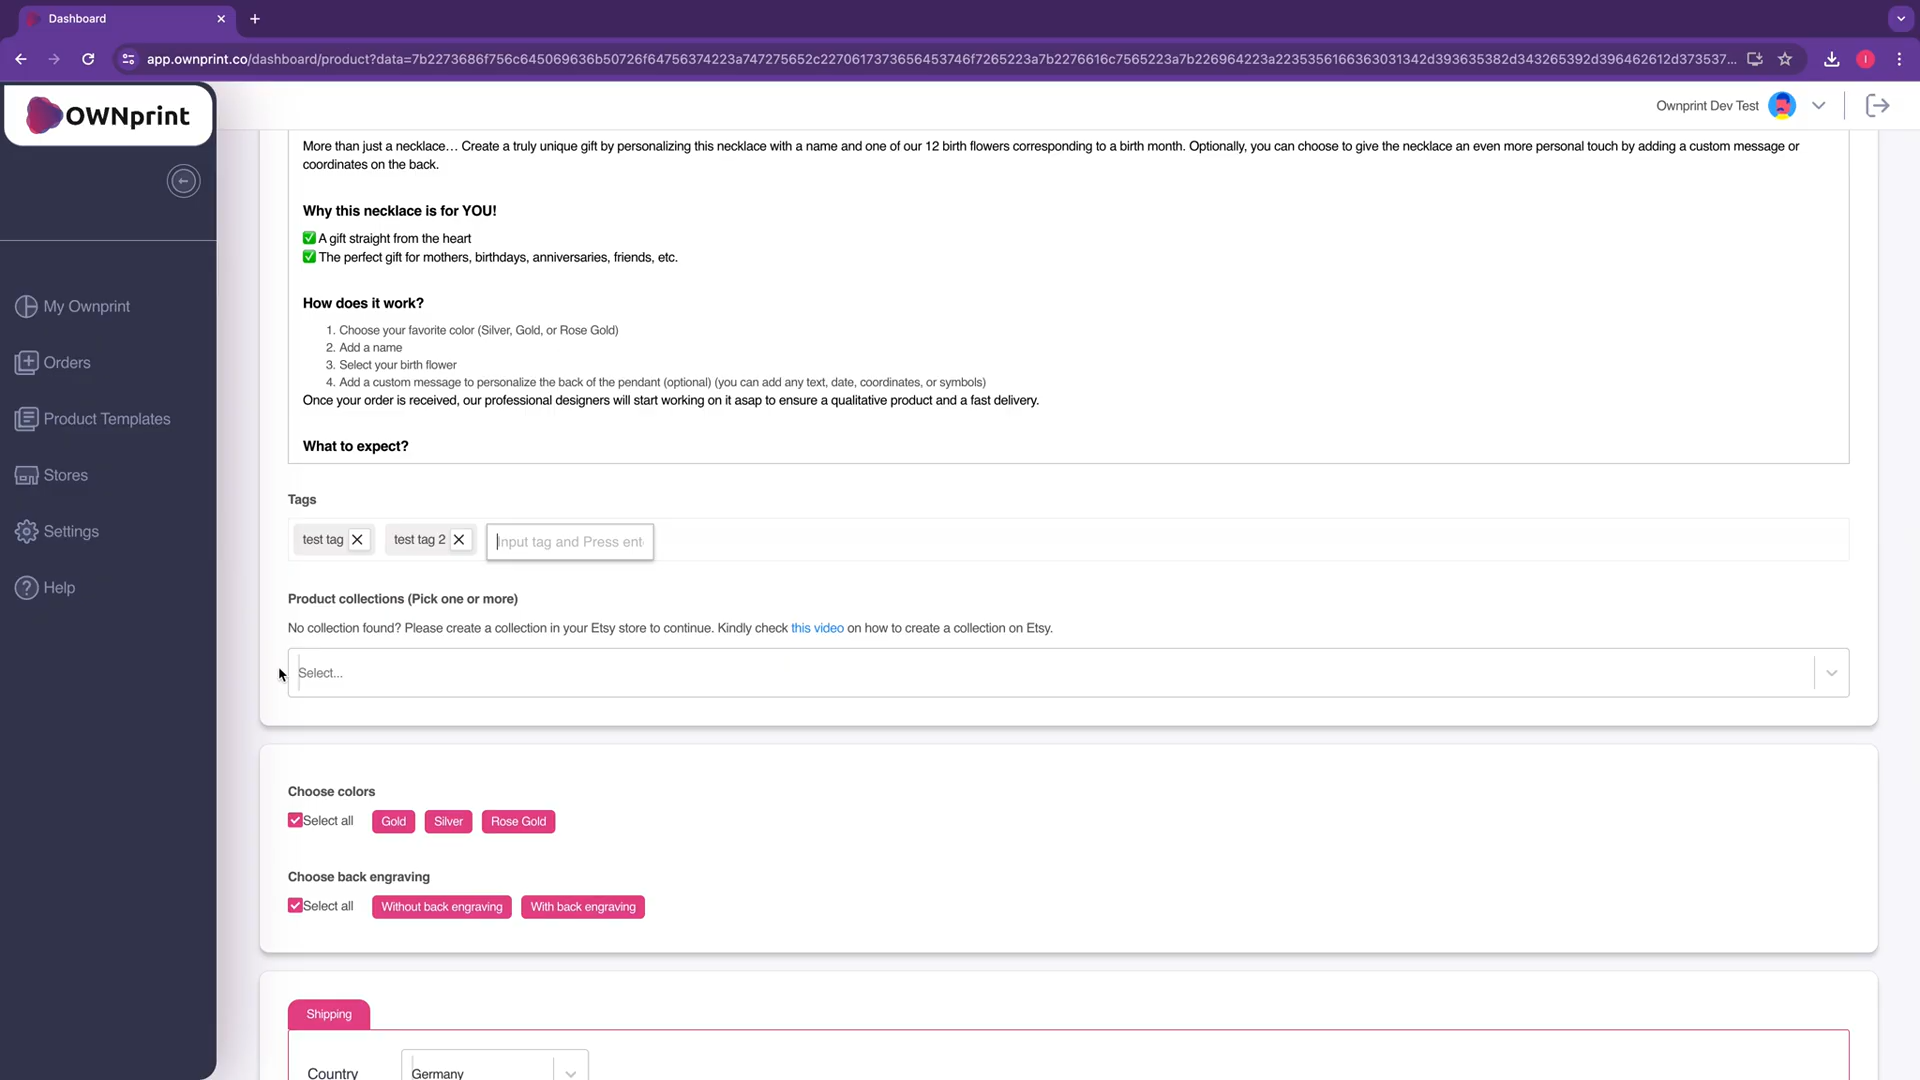 Dashboard
app.ownprint.co/dashboard/product?data=7b2273686f756c645069636b50726f64756374223a747275652c2270617373656453746f7265223a7b2276616c7565223a7b226964223a2235356166363031342d393635382d343265392d396462612d373537...
OWNprint
Ownprint Dev Test
My Ownprint
Orders
Product Templates
Stores
Settings
Help
More than just a necklace… Create a truly unique gift by personalizing this necklace with a name and one of our 12 birth flowers corresponding to a birth month. Optionally, you can choose to give the necklace an even more personal touch by adding a custom message or
coordinates on the back.
Why this necklace is for YOU!
✅ A gift straight from the heart
✅ The perfect gift for mothers, birthdays, anniversaries, friends, etc.
How does it work?
1. Choose your favorite color (Silver, Gold, or Rose Gold)
2. Add a name
3. Select your birth flower
4. Add a custom message to personalize the back of the pendant (optional) (you can add any text, date, coordinates, or symbols)
Once your order is received, our professional designers will start working on it asap to ensure a qualitative product and a fast delivery.
What to expect?
Tags
test tag
test tag 2
Input tag and Press ent
Product collections (Pick one or more)
No collection found? Please create a collection in your Etsy store to continue. Kindly check this video on how to create a collection on Etsy.
Select...
Choose colors
Select all Gold Silver Rose Gold
Choose back engraving
Select all Without back engraving With back engraving
Shipping
Country Germany